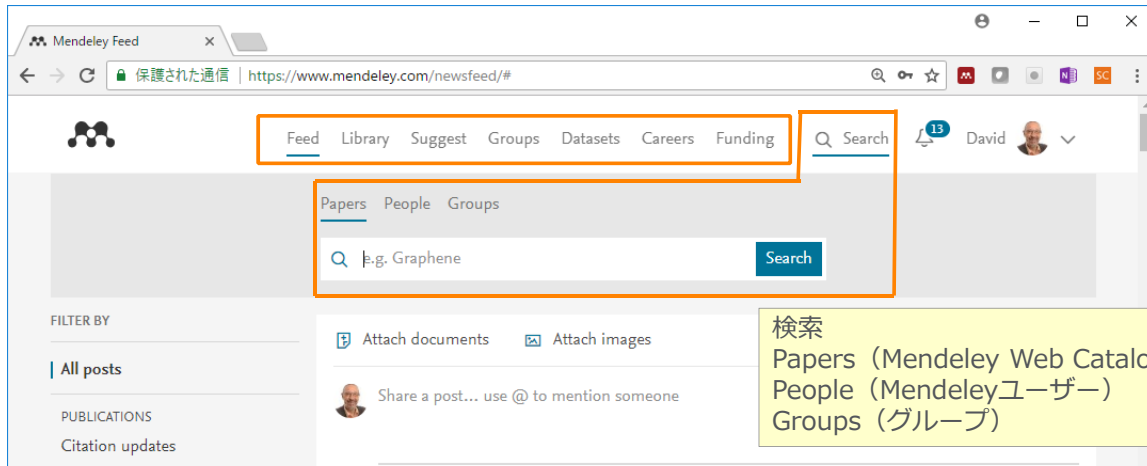 Mendeley Feed
保護された通信 | https://www.mendeley.com/newsfeed/#
SC
Feed Library Suggest Groups Datasets Careers Funding Search 13 David
Papers People Groups
e.g. Graphene Search
FILTER BY
All posts
PUBLICATIONS
Citation updates
Attach documents Attach images
Share a post... use @ to mention someone
検索
Papers（Mendeley Web Catalo
People（Mendeleyユーザー）
Groups（グループ）